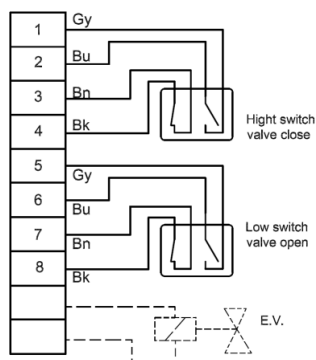 1
Gy
2
Bu
3
Bn
4
Bk
Hight switch
valve close
5
Gy
6
Bu
7
Bn
8
Bk
Low switch
valve open
E.V.